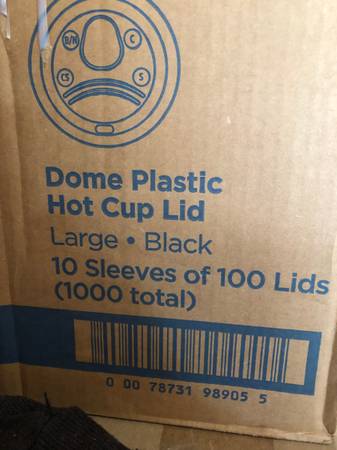 B/N C
CS S
Dome Plastic
Hot Cup Lid
Large • Black
10 Sleeves of 100 Lids
(1000 total)
0 00 78731 98905 5